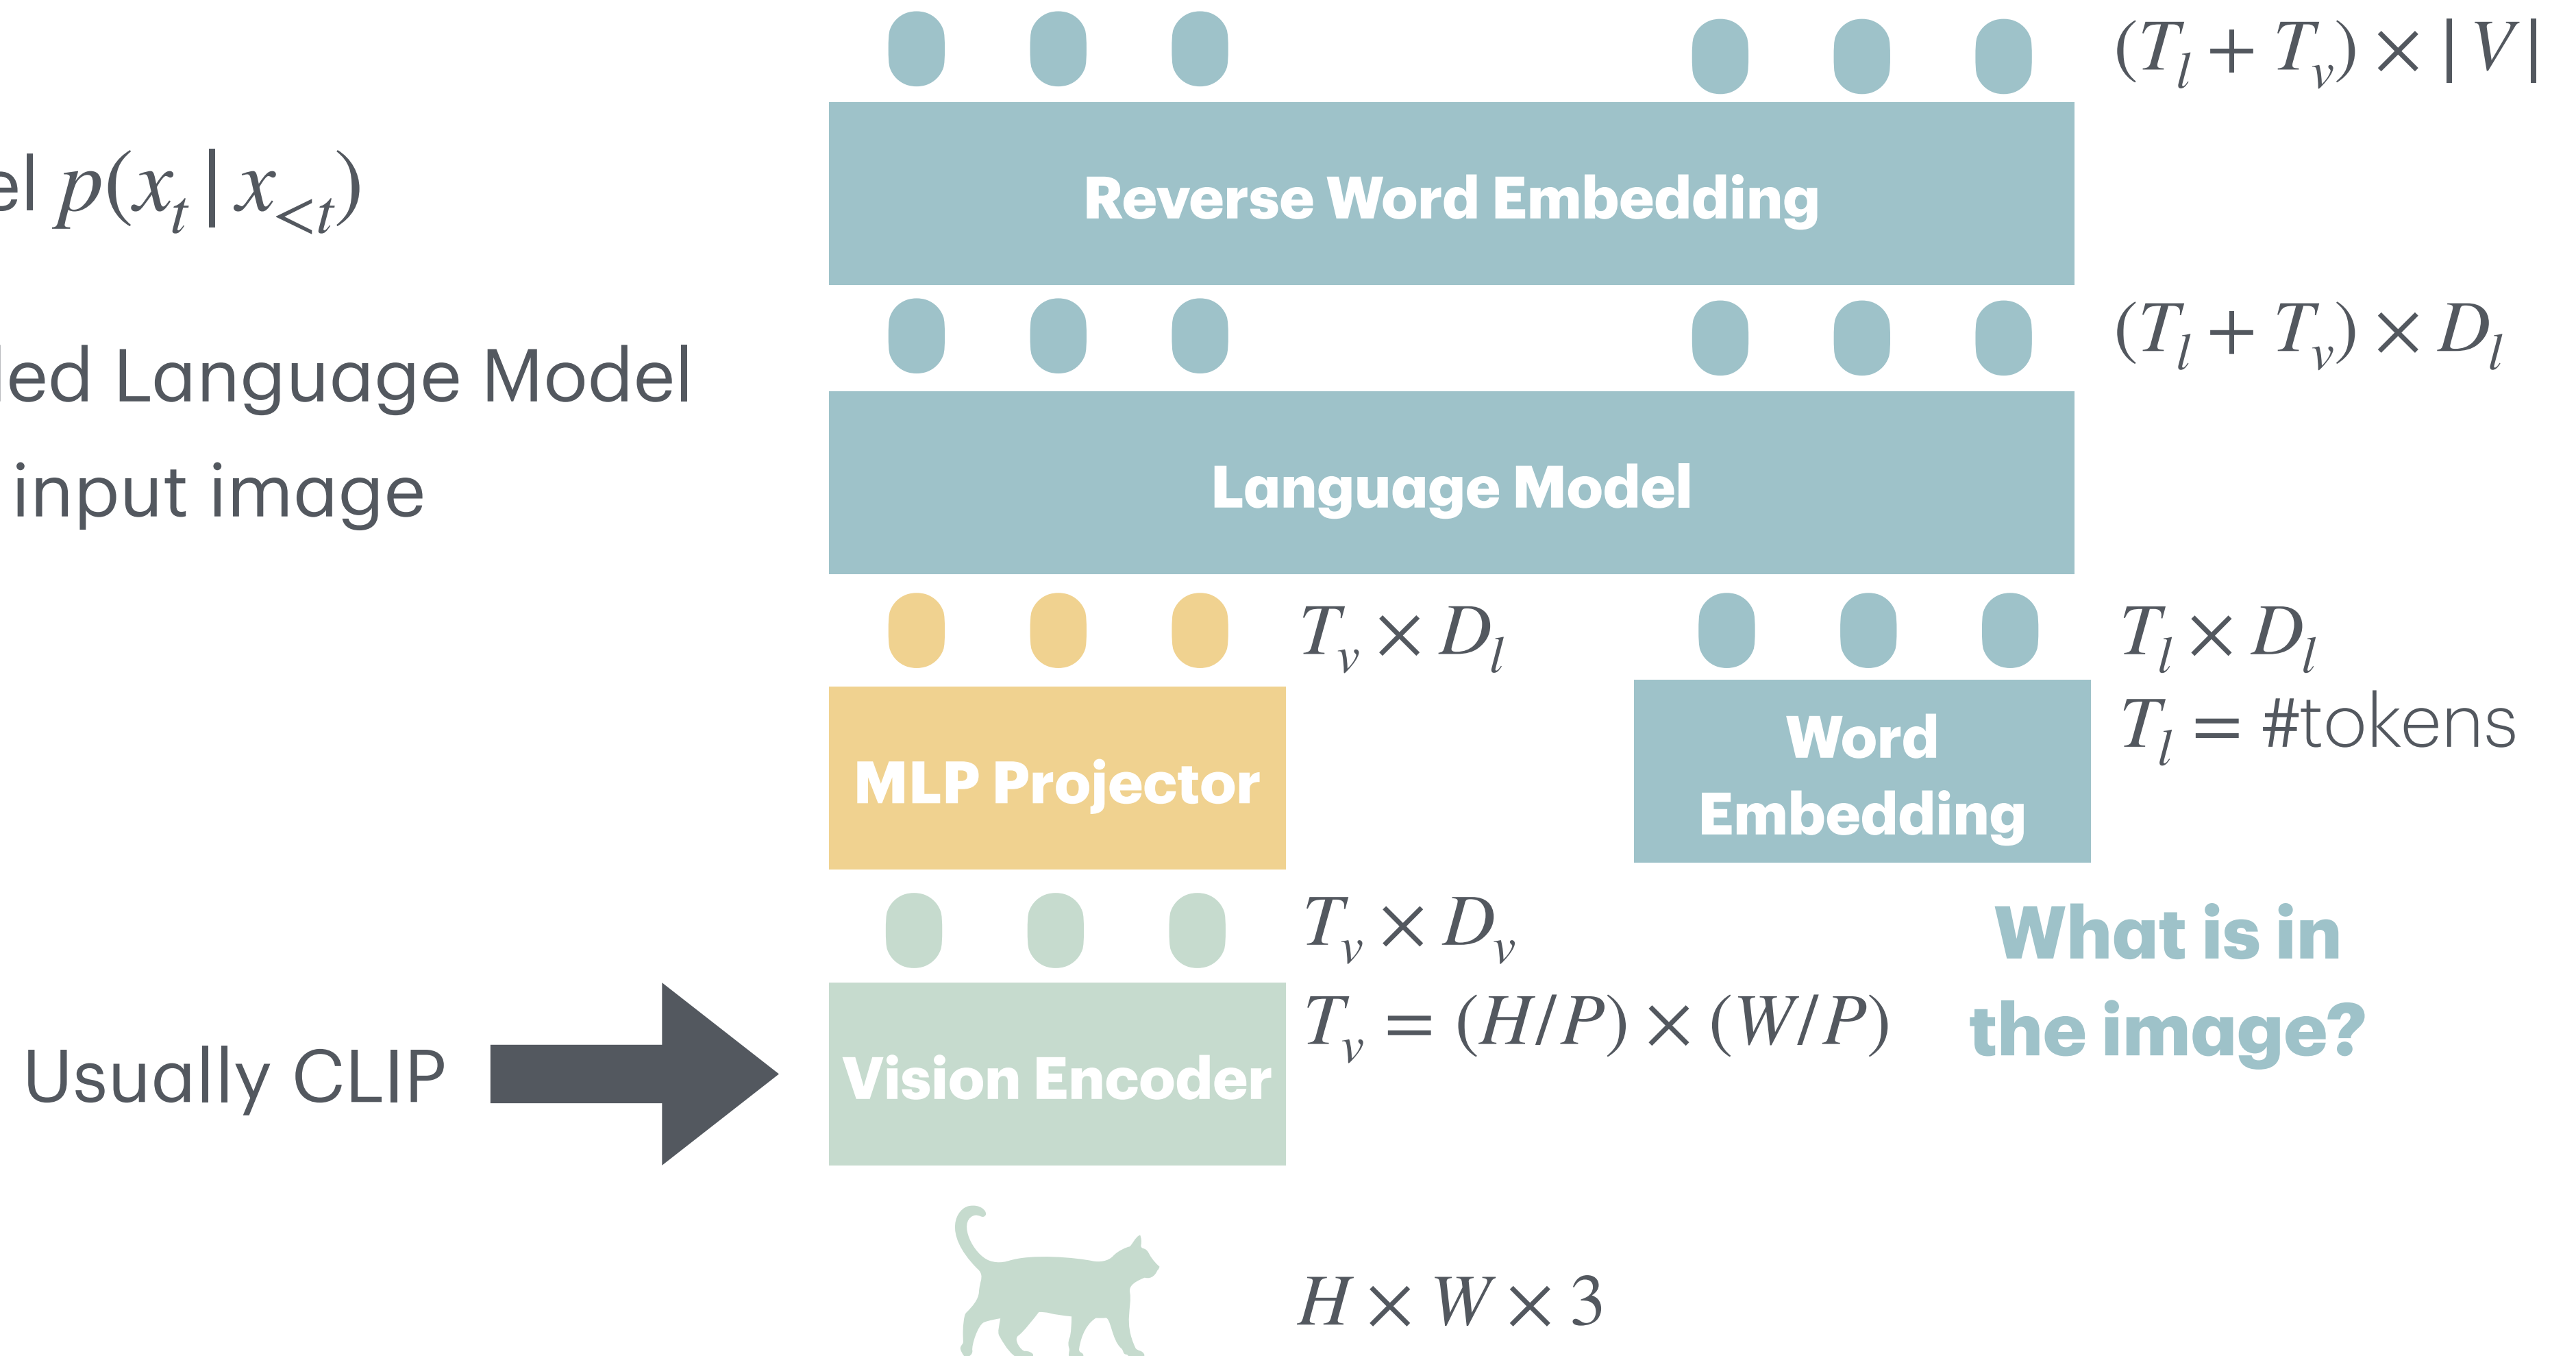 (T_l + T_v) × |V|
Reverse Word Embedding
el p(x_t | x_{<t})
(T_l + T_v) × D_l
led Language Model
Language Model
input image
T_v × D_l
T_l × D_l
MLP Projector
Word
Embedding
T_l = #tokens
T_v × D_v
What is in
the image?
T_v = (H/P) × (W/P)
Usually CLIP
Vision Encoder
H × W × 3